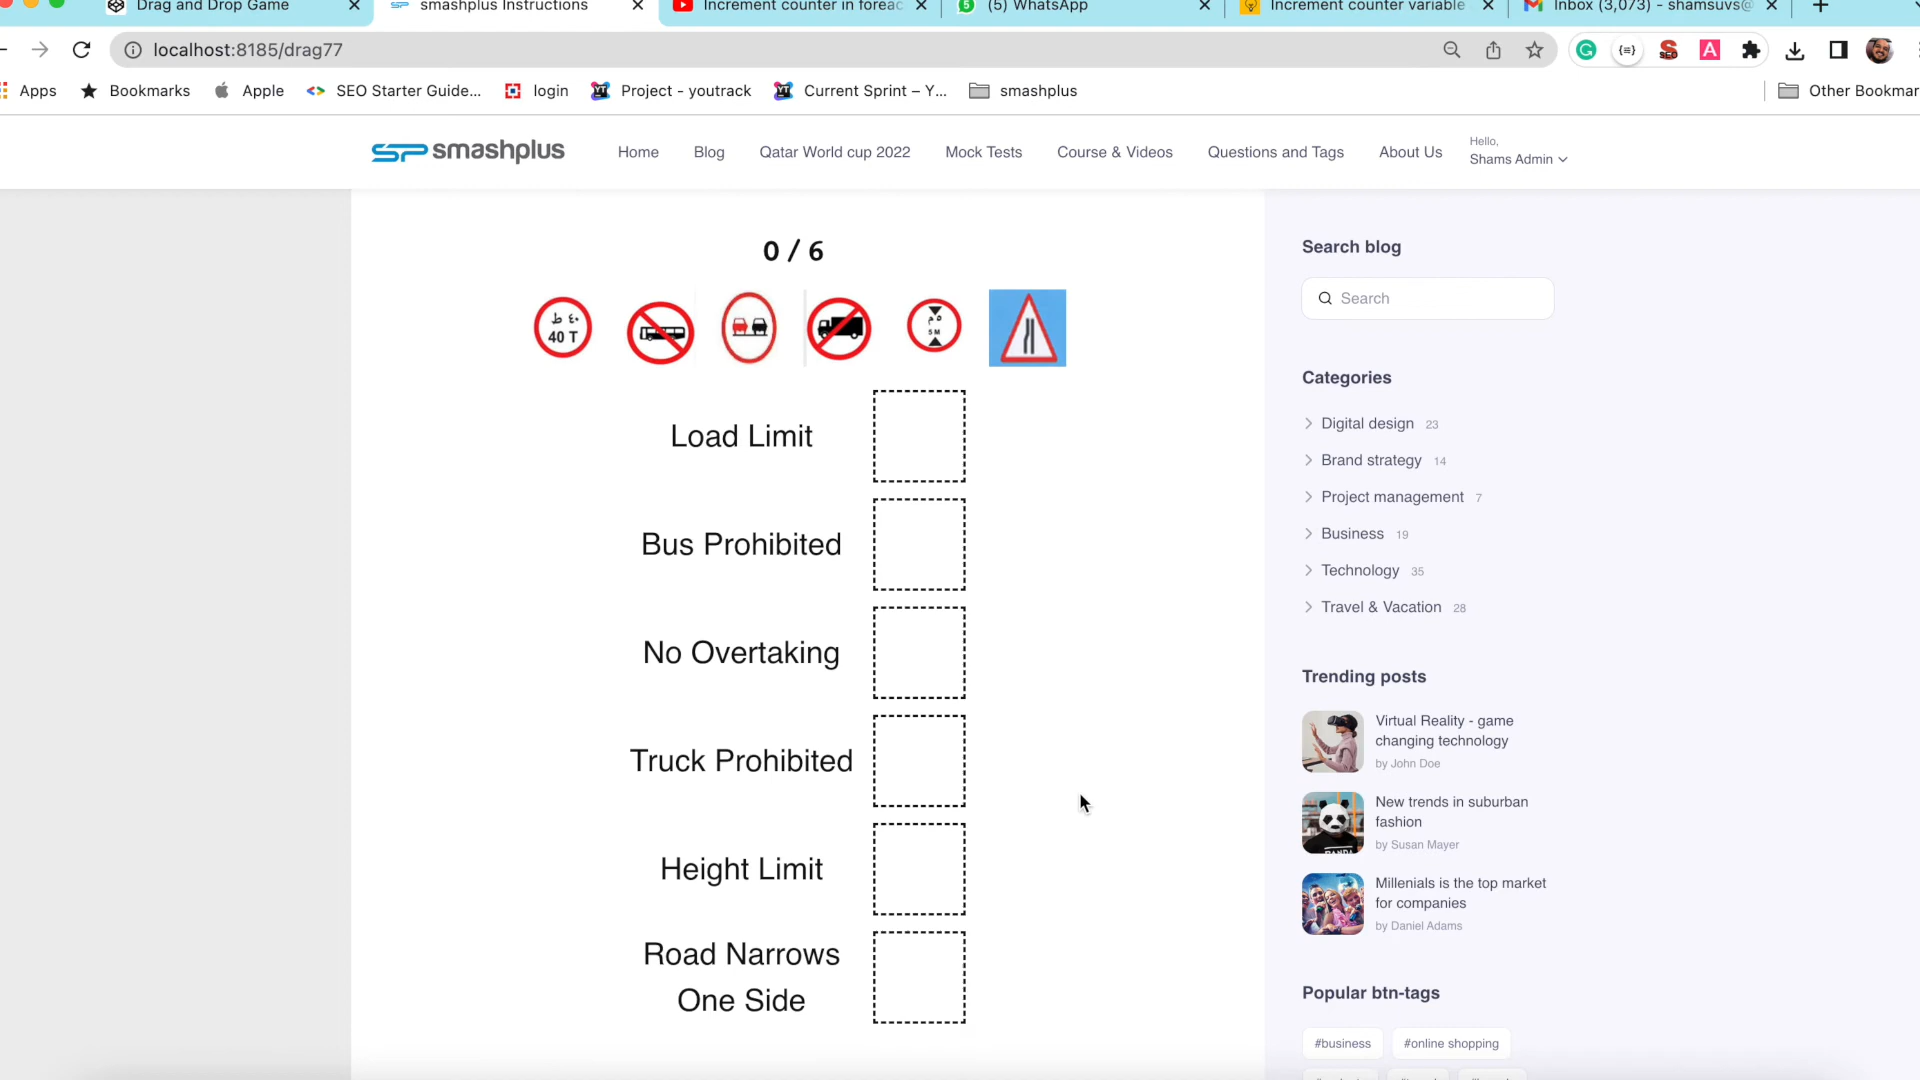 Drag and Drop Game
smashplus Instructions
Increment counter in foreac
(5) WhatsApp
Increment counter variable
Inbox (3,073) - shamsuvs@
localhost:8185/drag77
Apps
Bookmarks
Apple
SEO Starter Guide...
login
Project - youtrack
Current Sprint – Y...
smashplus
Other Bookmar
smashplus
Home
Blog
Qatar World cup 2022
Mock Tests
Course & Videos
Questions and Tags
About Us
Hello,
Shams Admin
0 / 6
٤٠ ط
40 T
٥م
5 M
Load Limit
Bus Prohibited
No Overtaking
Truck Prohibited
Height Limit
Road Narrows
One Side
Search blog
Search
Categories
Digital design 23
Brand strategy 14
Project management 7
Business 19
Technology 35
Travel & Vacation 28
Trending posts
Virtual Reality - game
changing technology
by John Doe
New trends in suburban
fashion
by Susan Mayer
Millenials is the top market
for companies
by Daniel Adams
Popular btn-tags
#business
#online shopping